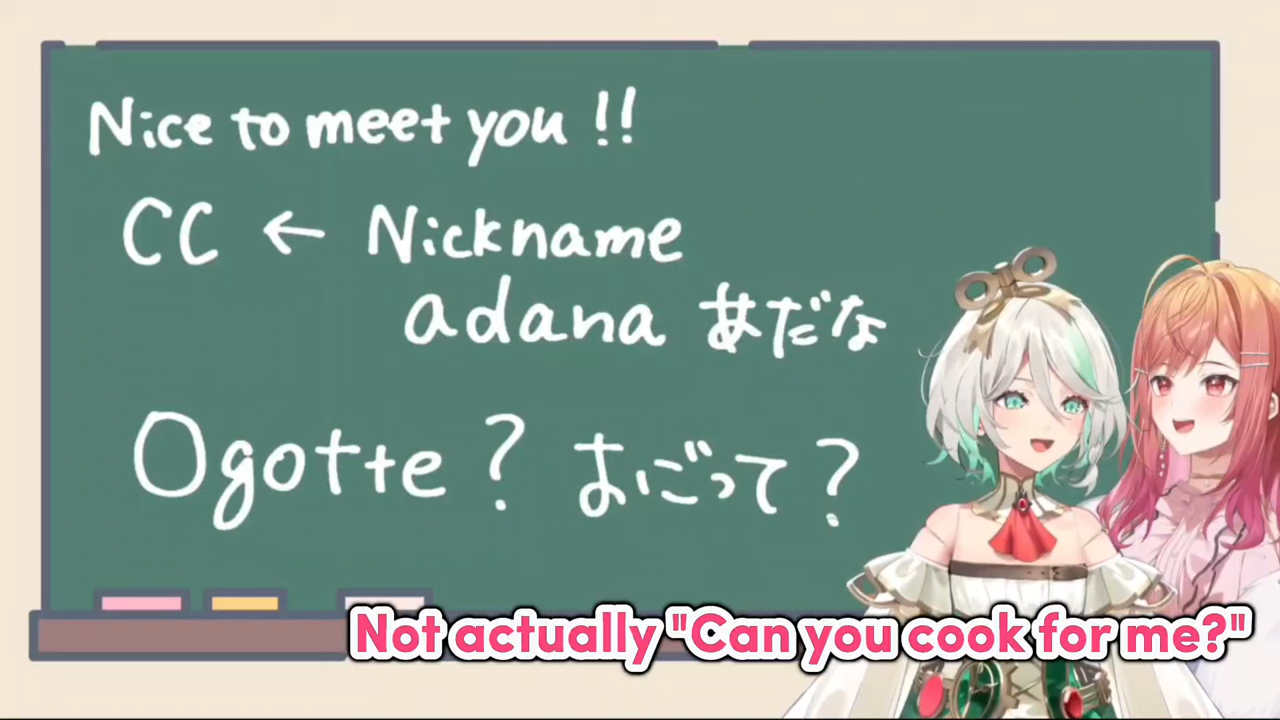 Nice to meet you !!
CC ← Nickname
adana あだな
Ogotte ? おごって ?
Not actually "Can you cook for me?"